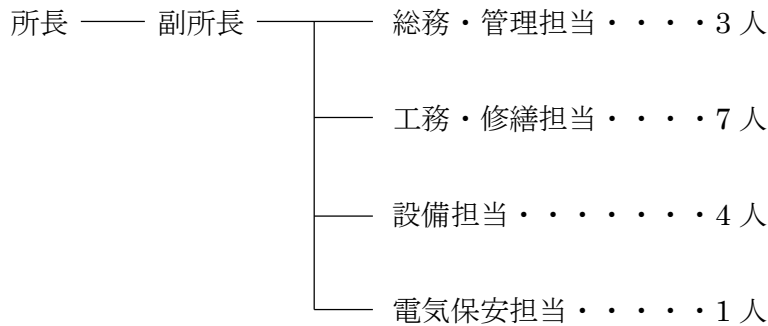 所長 副所長 総務・管理担当・・・・3 人
工務・修繕担当・・・・7 人
設備担当・・・・・・・4 人
電気保安担当・・・・・1 人